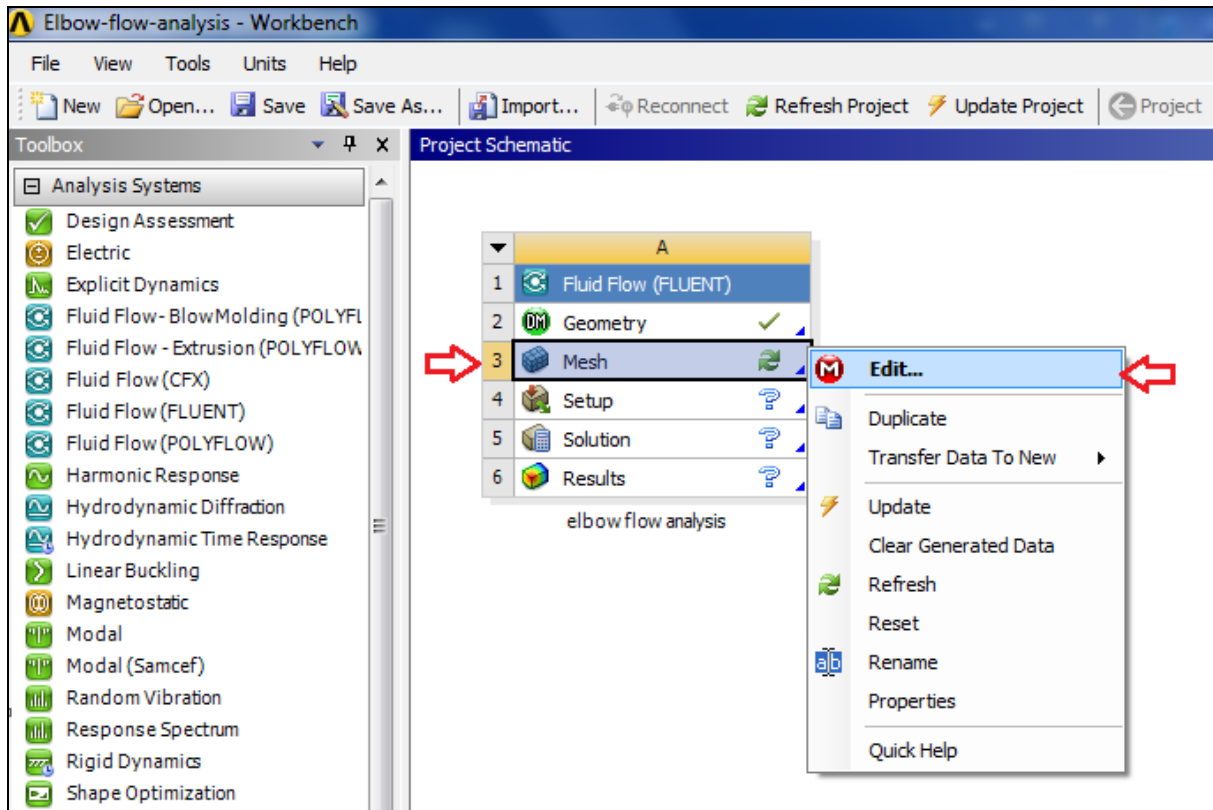 Elbow-flow-analysis - Workbench
File View Tools Units Help
New Open... Save Save As... Import... Reconnect Refresh Project Update Project Project
Toolbox
Project Schematic
Analysis Systems
Design Assessment
Electric
Explicit Dynamics
Fluid Flow- BlowMolding (POLYFL
Fluid Flow - Extrusion (POLYFLOW
Fluid Flow (CFX)
Fluid Flow (FLUENT)
Fluid Flow (POLYFLOW)
Harmonic Response
Hydrodynamic Diffraction
Hydrodynamic Time Response
Linear Buckling
Magnetostatic
Modal
Modal (Samcef)
Random Vibration
Response Spectrum
Rigid Dynamics
Shape Optimization
A
1 Fluid Flow (FLUENT)
2 DM Geometry
3 Mesh
4 Setup ?
5 Solution ?
6 Results ?
elbow flow analysis
M Edit...
Duplicate
Transfer Data To New
Update
Clear Generated Data
Refresh
Reset
ab Rename
Properties
Quick Help